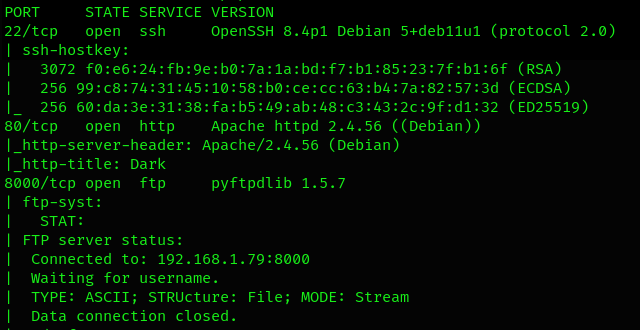 PORT     STATE SERVICE VERSION
22/tcp   open  ssh     OpenSSH 8.4p1 Debian 5+deb11u1 (protocol 2.0)
| ssh-hostkey:
|   3072 f0:e6:24:fb:9e:b0:7a:1a:bd:f7:b1:85:23:7f:b1:6f (RSA)
|   256 99:c8:74:31:45:10:58:b0:ce:cc:63:b4:7a:82:57:3d (ECDSA)
|_  256 60:da:3e:31:38:fa:b5:49:ab:48:c3:43:2c:9f:d1:32 (ED25519)
80/tcp   open  http    Apache httpd 2.4.56 ((Debian))
|_http-server-header: Apache/2.4.56 (Debian)
|_http-title: Dark
8000/tcp open  ftp     pyftpdlib 1.5.7
| ftp-syst:
|   STAT:
| FTP server status:
|  Connected to: 192.168.1.79:8000
|  Waiting for username.
|  TYPE: ASCII; STRUcture: File; MODE: Stream
|  Data connection closed.